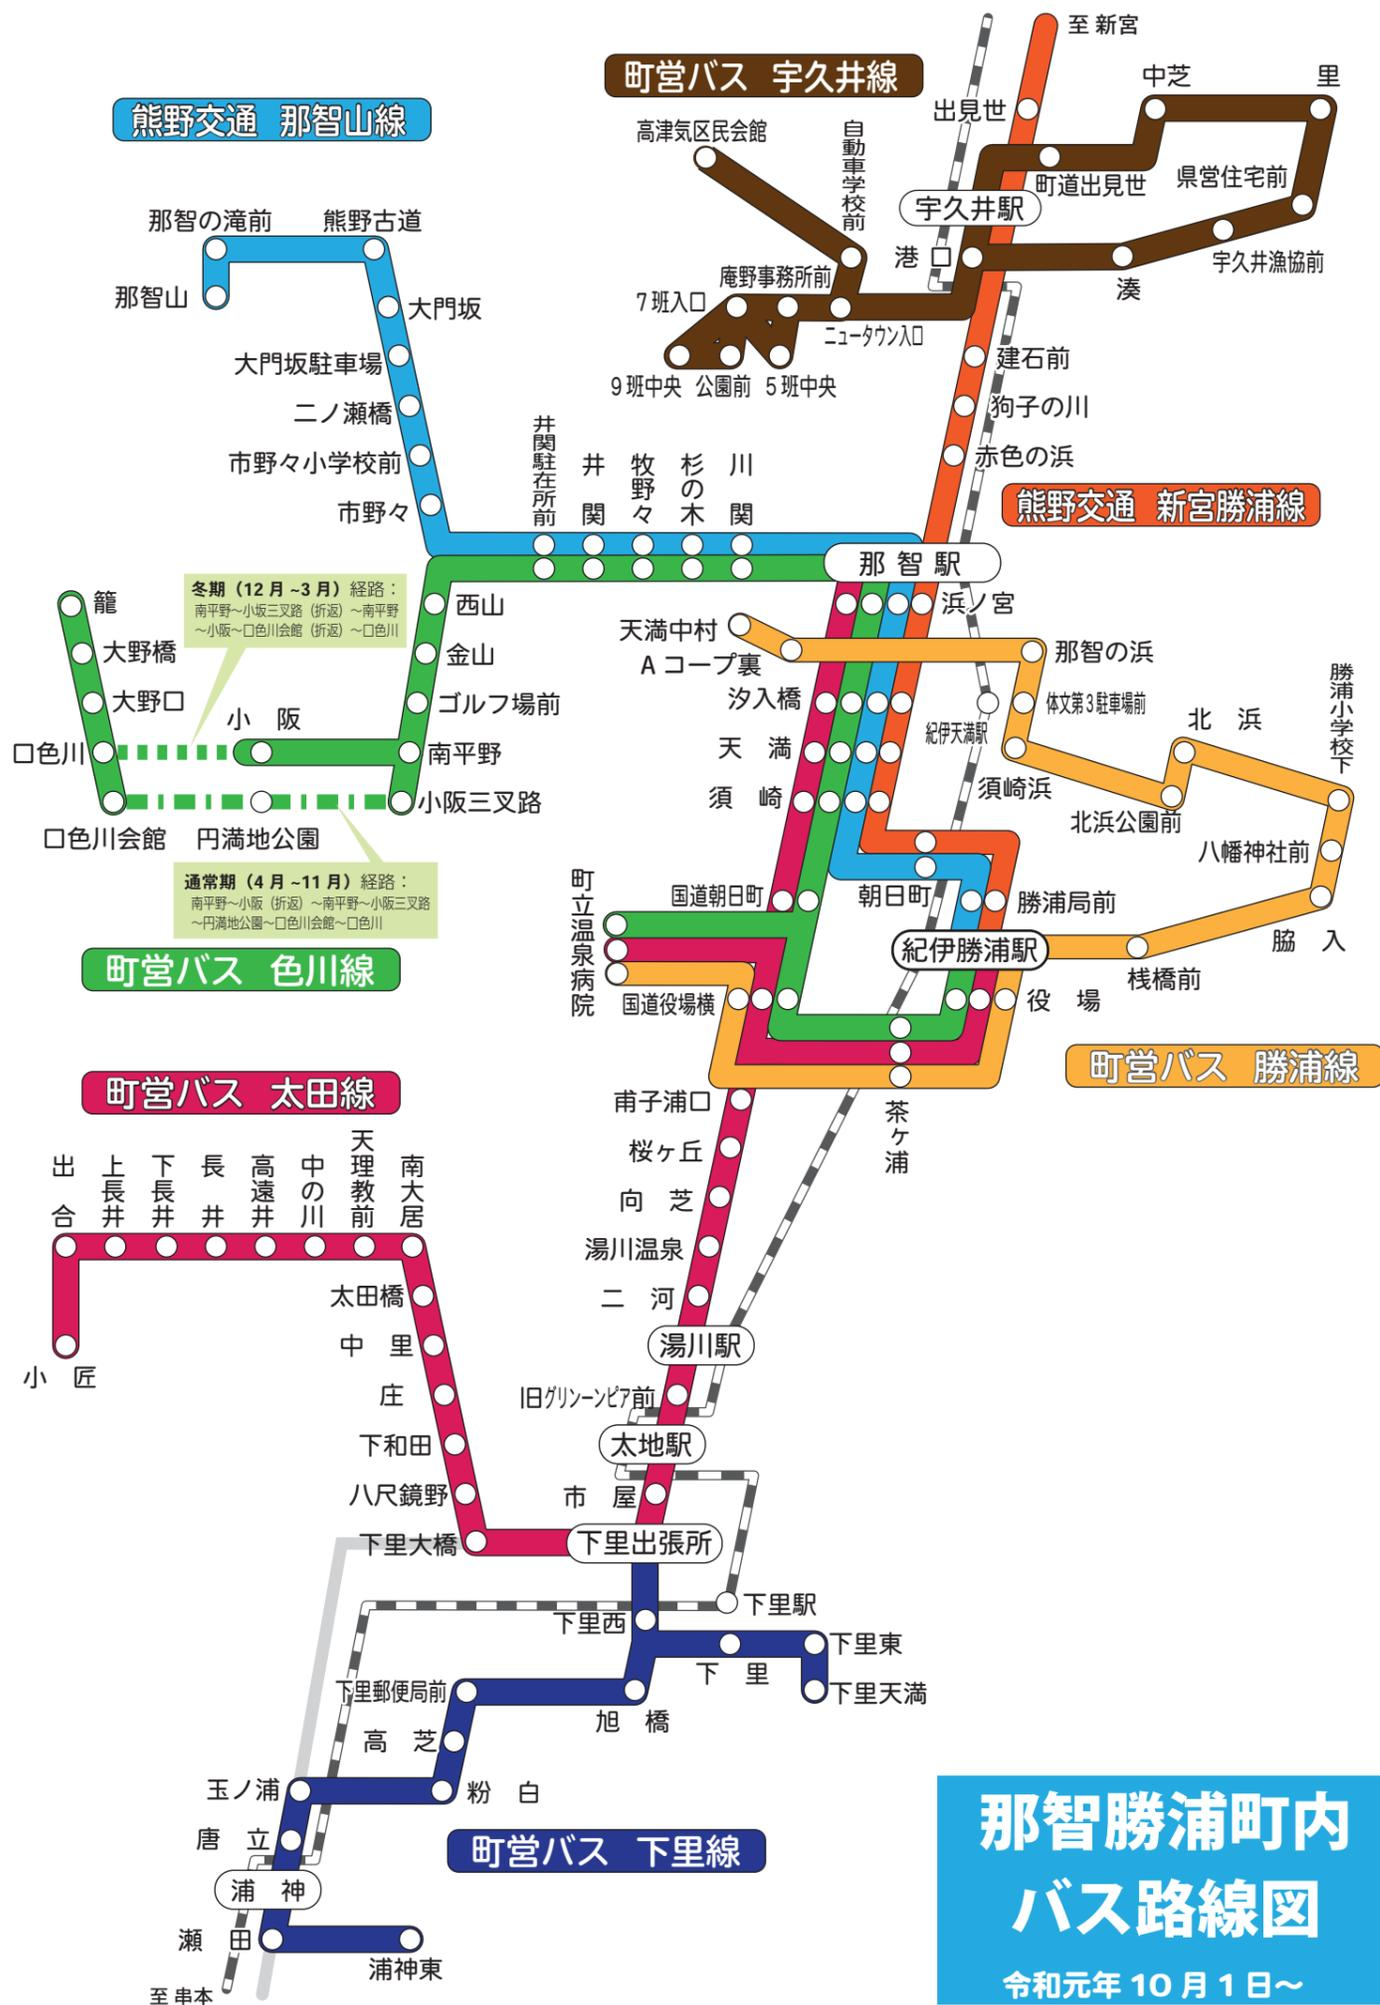 町営バス 宇久井線
熊野交通 那智山線
至 新宮
中芝
里
出見世
高津気区民会館
自動車学校前
町道出見世
県営住宅前
宇久井駅
港
湊
宇久井漁協前
庵野事務所前
7班入口
ニュータウン入口
9班中央
公園前
5班中央
那智の滝前
熊野古道
那智山
大門坂
大門坂駐車場
二ノ瀬橋
市野々小学校前
市野々
井関駐在所前
井関
牧野々
杉の木
川関
建石前
狗子の川
赤色の浜
熊野交通 新宮勝浦線
那智駅
冬期（12月~3月）経路：
南平野～小坂三叉路（折返）～南平野
～小阪～口色川会館（折返）～口色川
籠
大野橋
大野口
口色川
口色川会館
円満地公園
小 阪
西山
金山
ゴルフ場前
南平野
小阪三叉路
通常期（4月~11月）経路：
南平野～小阪（折返）～南平野～小阪三叉路
～円満地公園～口色川会館～口色川
町営バス 色川線
浜ノ宮
天満中村
Aコープ裏
那智の浜
汐入橋
体文第3駐車場前
紀伊天満駅
天 満
須 崎
須崎浜
北浜公園前
北 浜
勝浦小学校下
八幡神社前
脇 入
桟橋前
国道朝日町
朝日町
勝浦局前
町立温泉病院
紀伊勝浦駅
国道役場横
役 場
町営バス 勝浦線
茶ヶ浦
町営バス 太田線
甫子浦口
桜ヶ丘
向 芝
湯川温泉
二 河
湯川駅
旧グリンーンピア前
太地駅
市 屋
下里出張所
出合
上長井
下長井
長井
高遠井
中の川
天理教前
南大居
小 匠
太田橋
中 里
庄
下和田
八尺鏡野
下里大橋
下里駅
下里西
下 里
下里東
下里天満
下里郵便局前
旭 橋
高 芝
玉ノ浦
粉 白
唐 立
町営バス 下里線
浦 神
瀬 田
浦神東
至 串本
那智勝浦町内
バス路線図
令和元年10月1日～